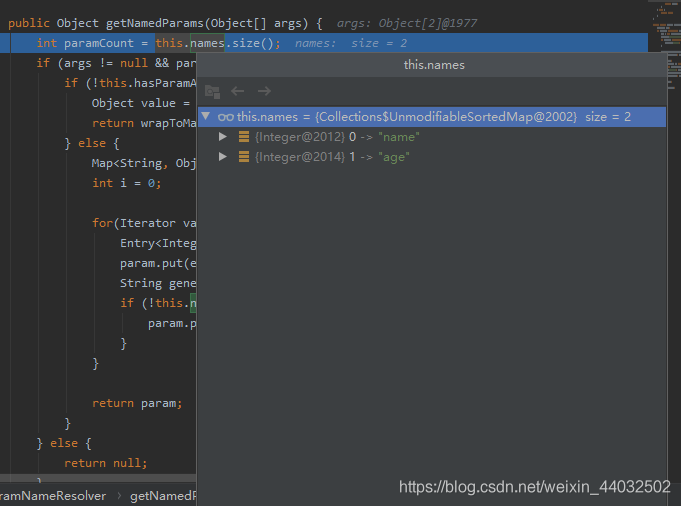 public Object getNamedParams(Object[] args) {  args: Object[2]@1977
int paramCount = this.names.size();  names:  size = 2
if (args != null && par
this.names
if (!this.hasParamA
Object value =
this.names = {Collections$UnmodifiableSortedMap@2002}  size = 2
return wrapToMa
{Integer@2012} 0 -> "name"
} else {
{Integer@2014} 1 -> "age"
Map<String, Obj
int i = 0;
for(Iterator va
Entry<Integ
param.put(e
String gene
if (!this.n
param.p
}
}
return param;
}
} else {
return null;
}
ramNameResolver > getNamedP
https://blog.csdn.net/weixin_44032502